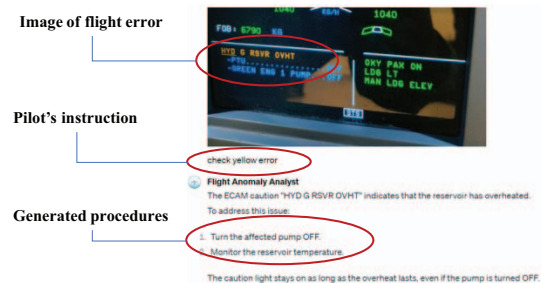 Image of flight error
1040 KG/H 1040
FOB: 6790 KG
HYD G RSVR OVHT
-PTU..................OFF
-GREEN ENG 1 PUMP...OFF
OXY PAX ON
LDG LT
MAN LDG ELEV
Pilot's instruction
check yellow error
Flight Anomaly Analyst
The ECAM caution "HYD G RSVR OVHT" indicates that the reservoir has overheated.
To address this issue:
Generated procedures
1. Turn the affected pump OFF.
Monitor the reservoir temperature.
The caution light stays on as long as the overheat lasts, even if the pump is turned OFF.